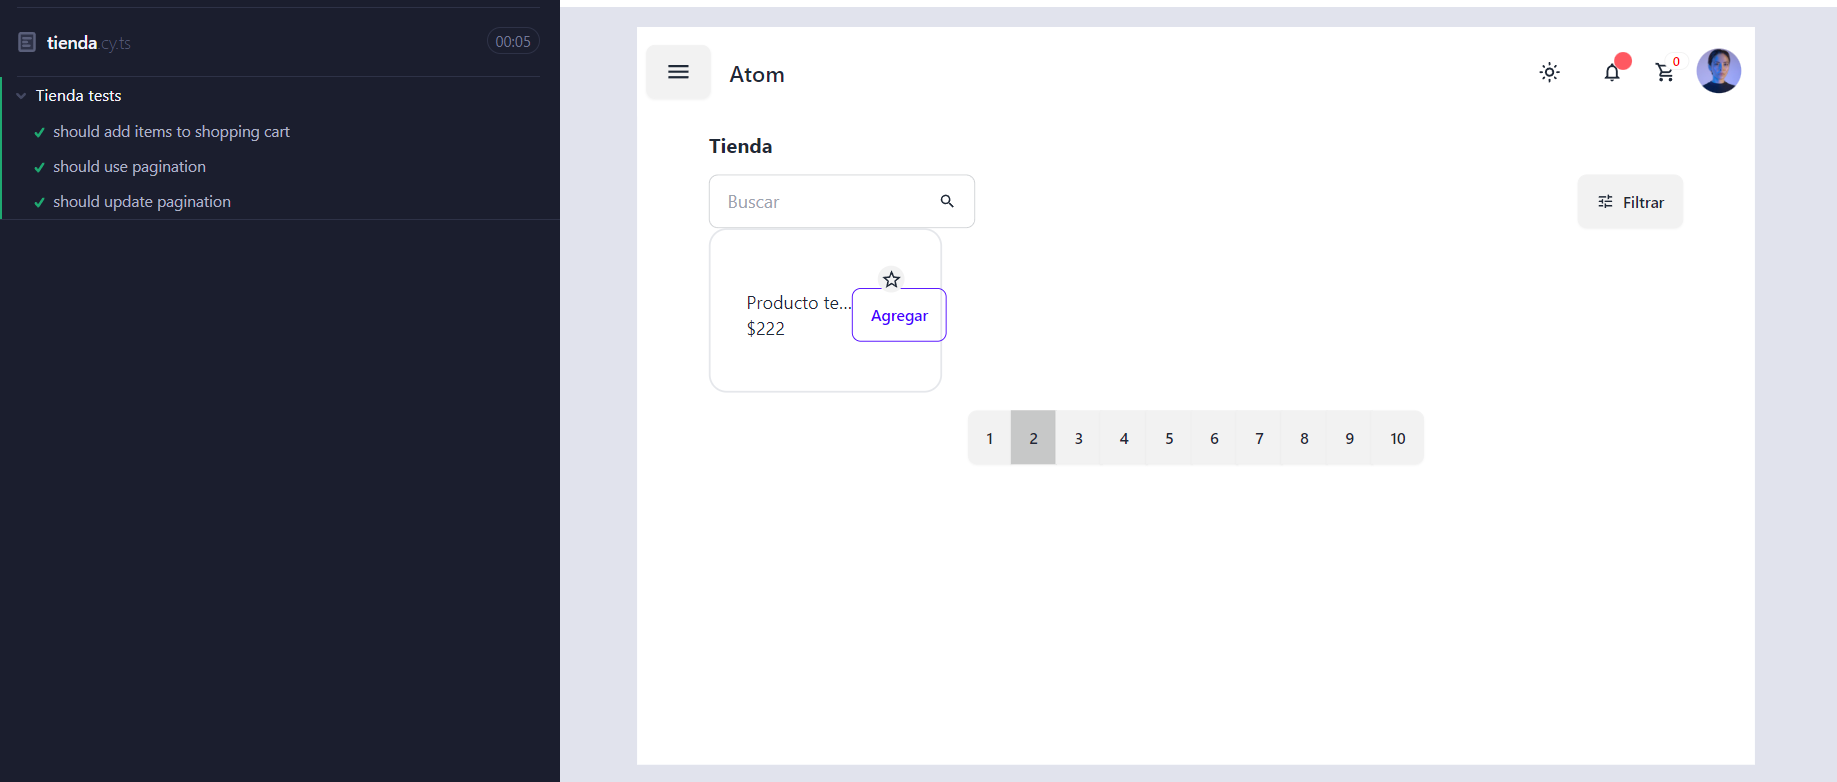 tienda.cy.ts
00:05
Tienda tests
should add items to shopping cart
should use pagination
should update pagination
Atom
0
Tienda
Buscar
Filtrar
Producto te...
$222
Agregar
1 2 3 4 5 6 7 8 9 10